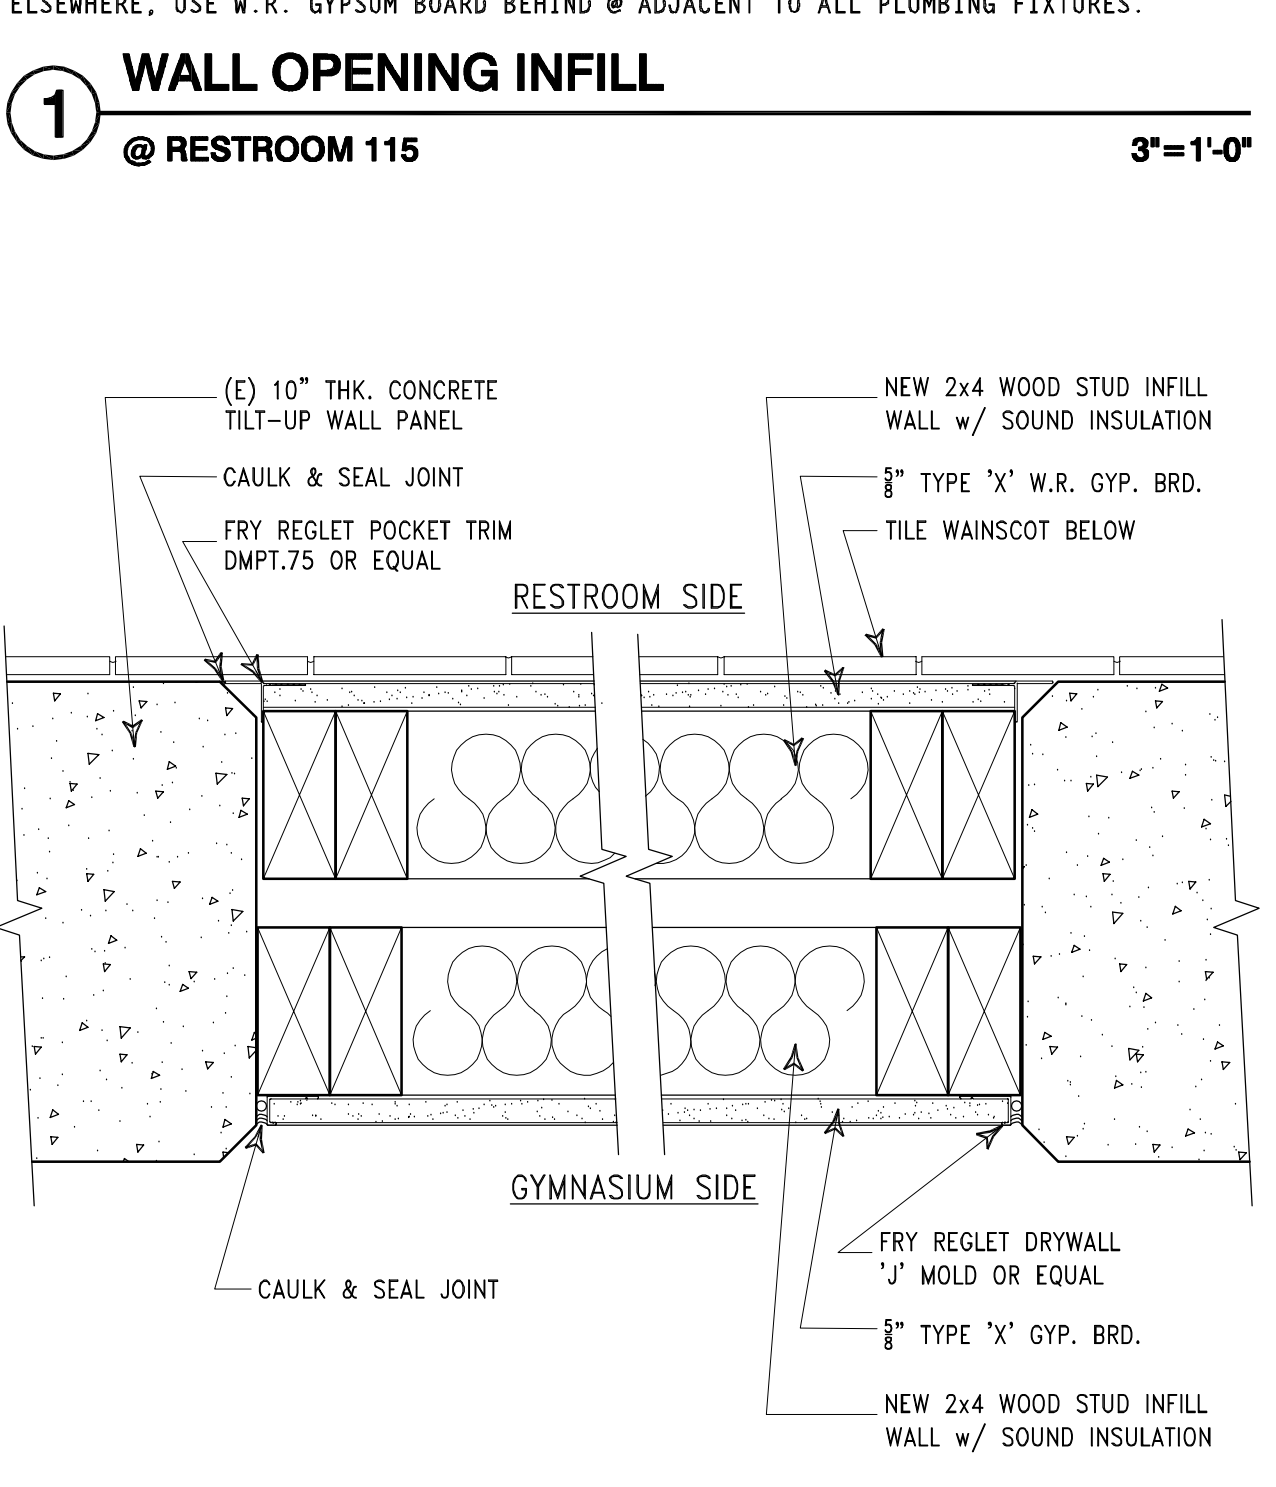 ELSEWHERE, USE W.R. GYPSUM BOARD BEHIND @ ADJACENT TO ALL PLUMBING FIXTURES.
1
WALL OPENING INFILL
@ RESTROOM 115
3"=1'-0"
(E) 10" THK. CONCRETE
TILT-UP WALL PANEL
CAULK & SEAL JOINT
FRY REGLET POCKET TRIM
DMPT.75 OR EQUAL
NEW 2x4 WOOD STUD INFILL
WALL w/ SOUND INSULATION
5/8" TYPE 'X' W.R. GYP. BRD.
TILE WAINSCOT BELOW
RESTROOM SIDE
GYMNASIUM SIDE
CAULK & SEAL JOINT
FRY REGLET DRYWALL
'J' MOLD OR EQUAL
5/8" TYPE 'X' GYP. BRD.
NEW 2x4 WOOD STUD INFILL
WALL w/ SOUND INSULATION